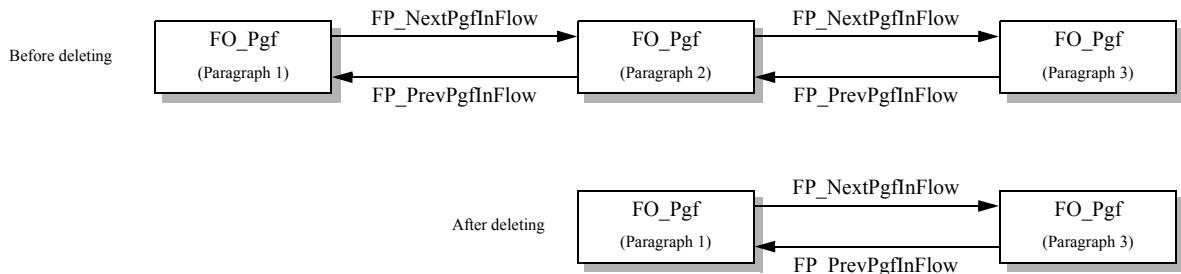 FP_NextPgfInFlow FP_NextPgfInFlow
Before deleting FO_Pgf FO_Pgf FO_Pgf
(Paragraph 1) (Paragraph 2) (Paragraph 3)
FP_PrevPgfInFlow FP_PrevPgfInFlow
FP_NextPgfInFlow
After deleting FO_Pgf FO_Pgf
(Paragraph 1) (Paragraph 3)
FP_PrevPgfInFlow